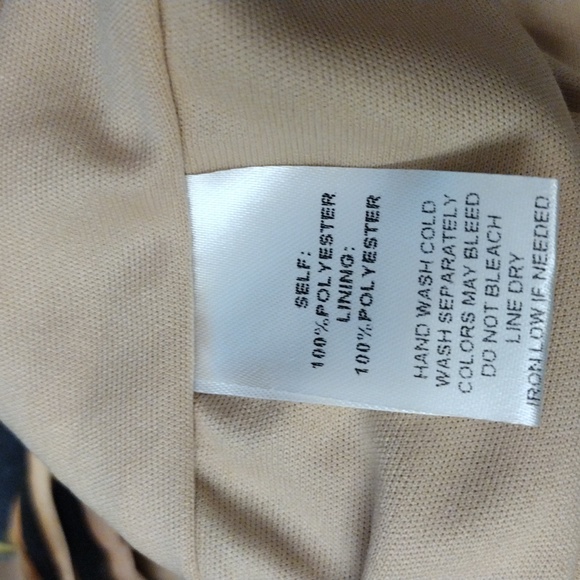 SELF:
100%POLYESTER
LINING:
100%POLYESTER
HAND WASH COLD
WASH SEPARATELY
COLORS MAY BLEED
DO NOT BLEACH
LINE DRY
IRON LOW IF NEEDED